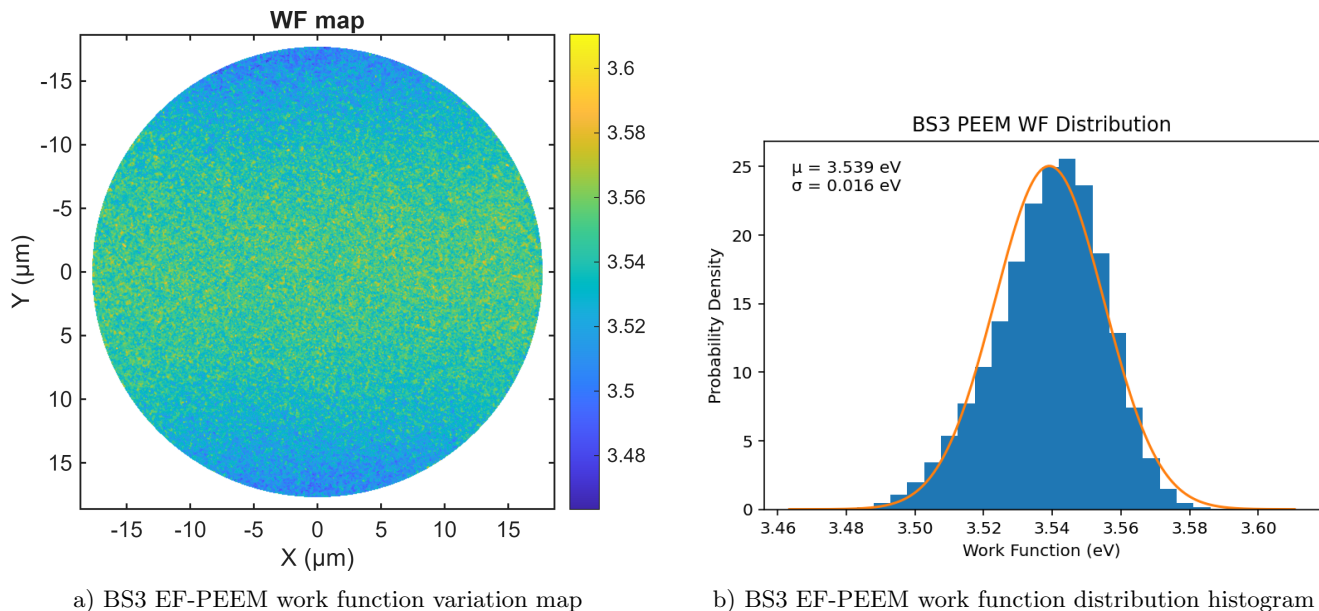 WF map
-15
-10
-5
0
5
10
15
Y (µm)
-15 -10 -5 0 5 10 15
X (µm)
3.6
3.58
3.56
3.54
3.52
3.5
3.48
a) BS3 EF-PEEM work function variation map
BS3 PEEM WF Distribution
µ = 3.539 eV
σ = 0.016 eV
25
20
15
10
5
0
Probability Density
3.46 3.48 3.50 3.52 3.54 3.56 3.58 3.60
Work Function (eV)
b) BS3 EF-PEEM work function distribution histogram